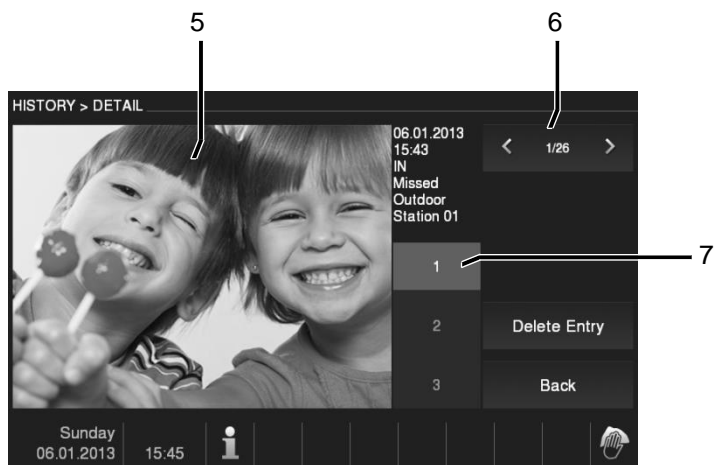 5
6
HISTORY > DETAIL
06.01.2013
15:43
IN
Missed
Outdoor
Station 01
< 1/26 >
1
7
2
Delete Entry
3
Back
Sunday
06.01.2013
15:45
i